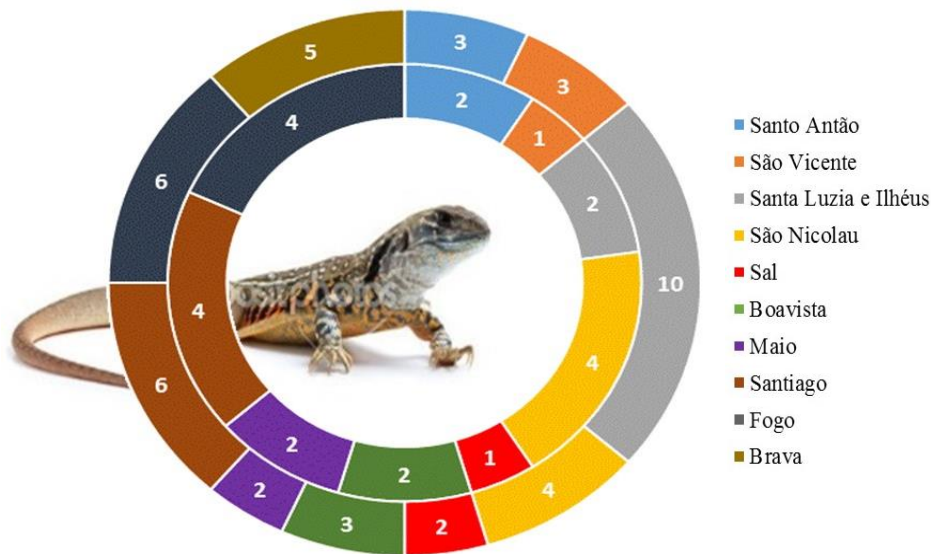 3
3
10
4
2
3
2
6
6
5
2
1
2
4
1
2
2
4
4
Santo Antão
São Vicente
Santa Luzia e Ilhéus
São Nicolau
Sal
Boavista
Maio
Santiago
Fogo
Brava